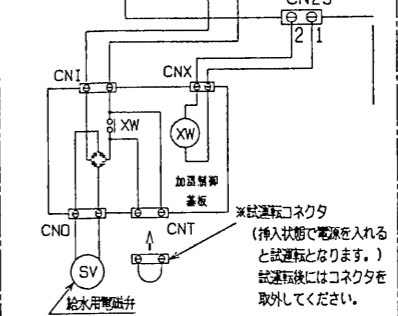 CN25
2 1
CNI
CNX
XW
XW
加湿制御
基板
CNO
CNT
※試運転コネクタ
(挿入状態で電源を入れる
と試運転となります。)
試運転後にはコネクタを
取外してください。
SV
給水用電磁弁